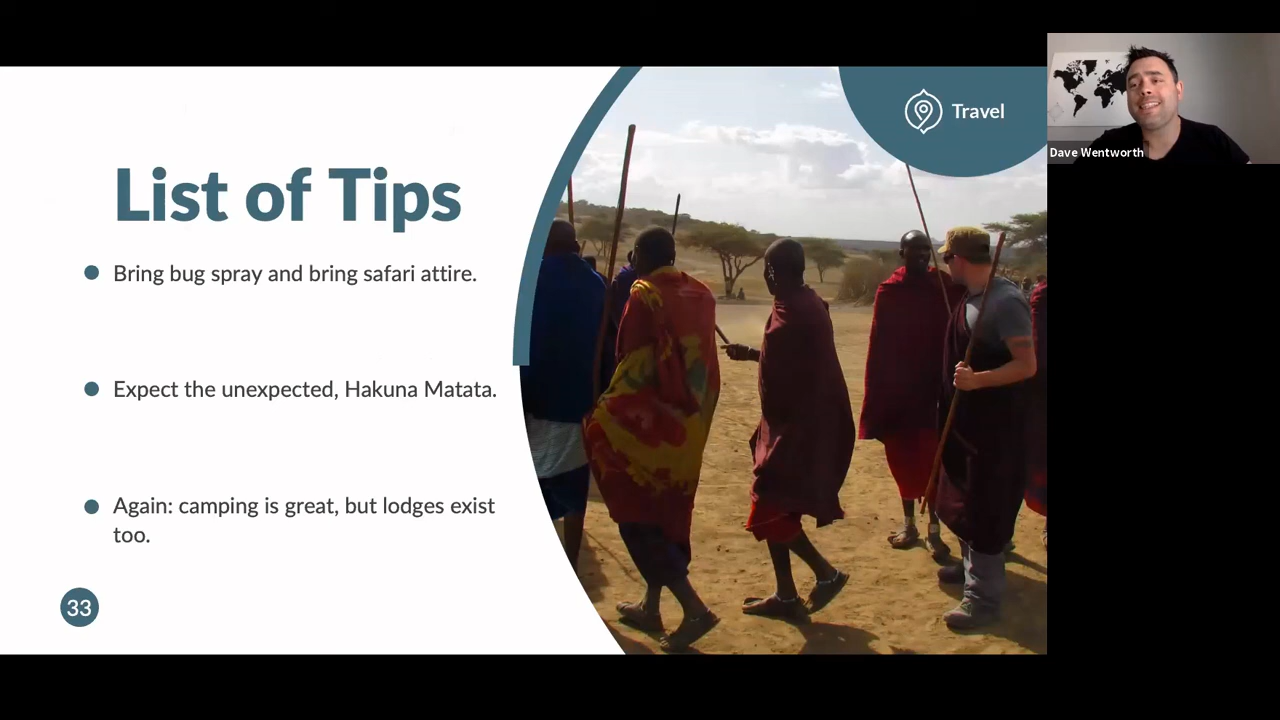 Travel
Dave Wentworth
List of Tips
Bring bug spray and bring safari attire.
Expect the unexpected, Hakuna Matata.
Again: camping is great, but lodges exist
too.
33